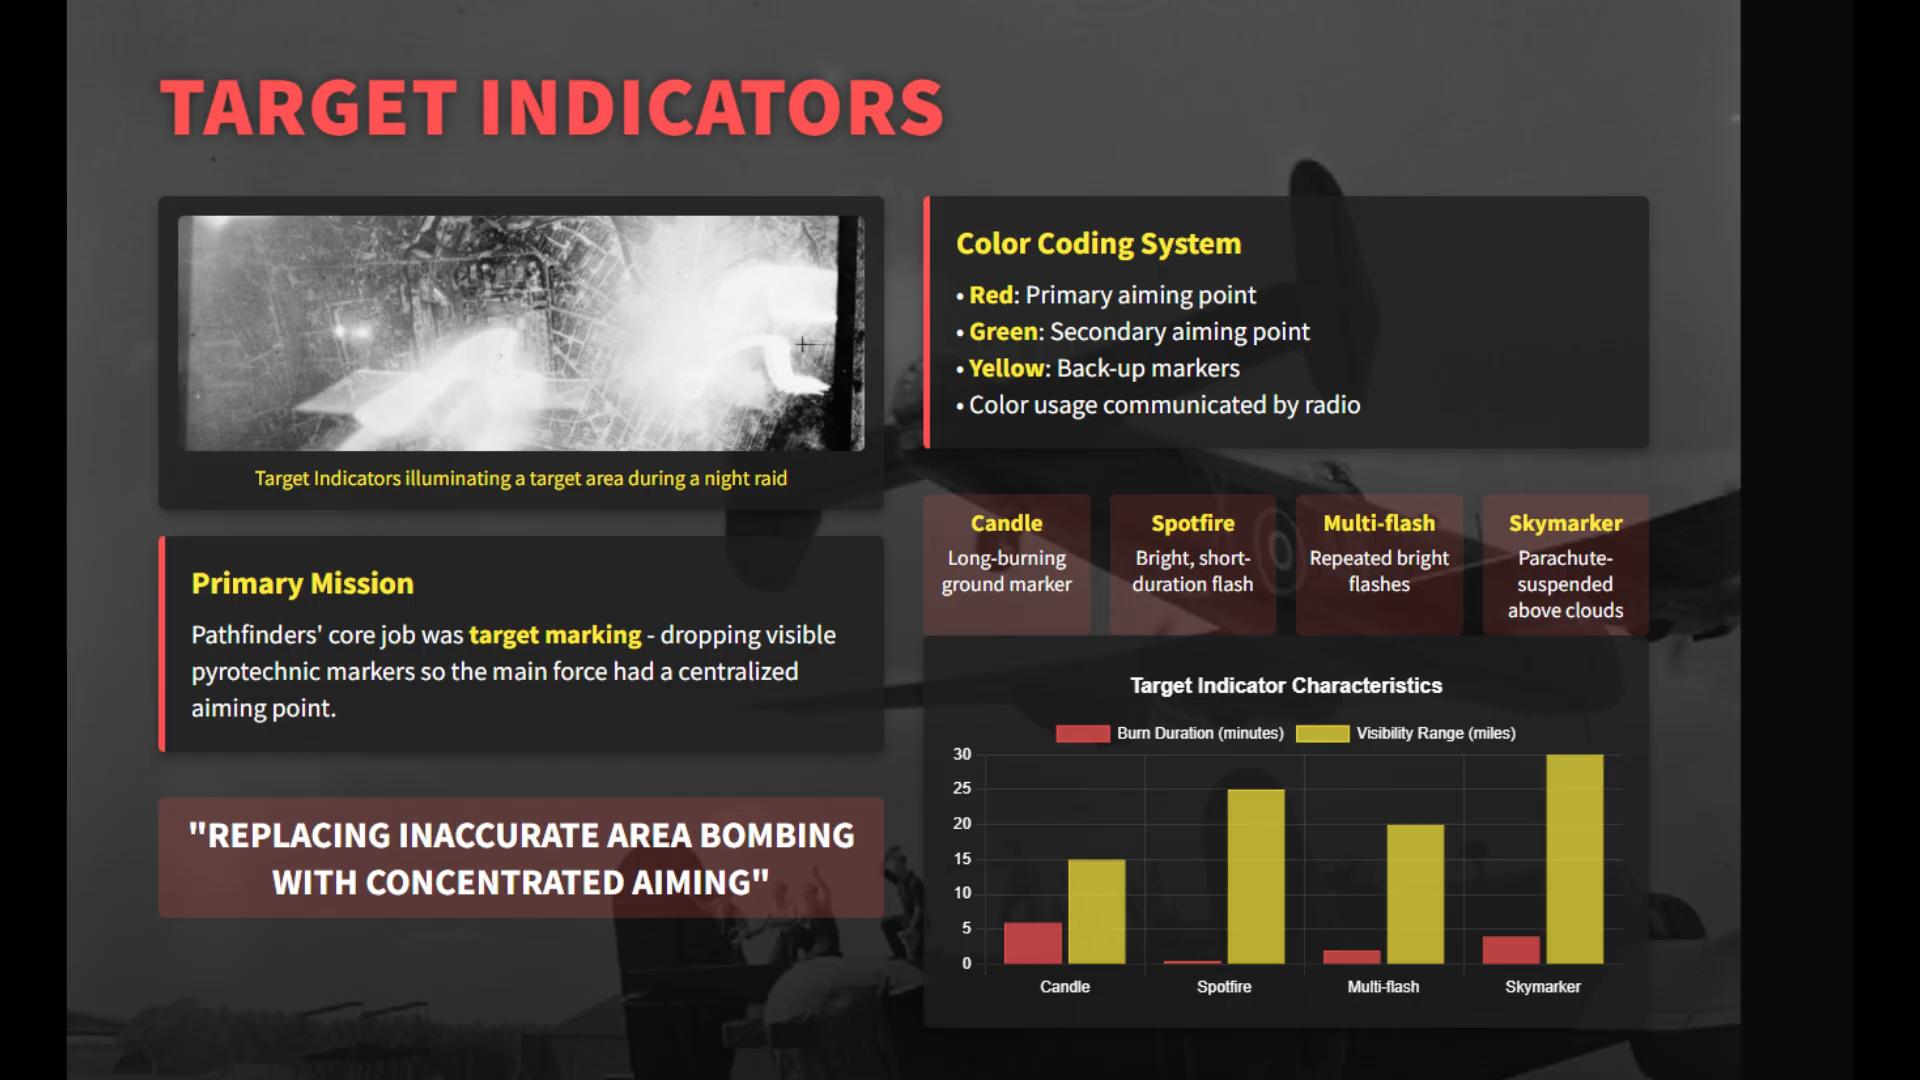 TARGET INDICATORS
Target Indicators illuminating a target area during a night raid
Primary Mission
Pathfinders' core job was target marking - dropping visible
pyrotechnic markers so the main force had a centralized
aiming point.
"REPLACING INACCURATE AREA BOMBING
WITH CONCENTRATED AIMING"
Color Coding System
• Red: Primary aiming point
• Green: Secondary aiming point
• Yellow: Back-up markers
• Color usage communicated by radio
Candle
Long-burning
ground marker
Spotfire
Bright, short-
duration flash
Multi-flash
Repeated bright
flashes
Skymarker
Parachute-
suspended
above clouds
Target Indicator Characteristics
Burn Duration (minutes) Visibility Range (miles)
30
25
20
15
10
5
0
Candle Spotfire Multi-flash Skymarker